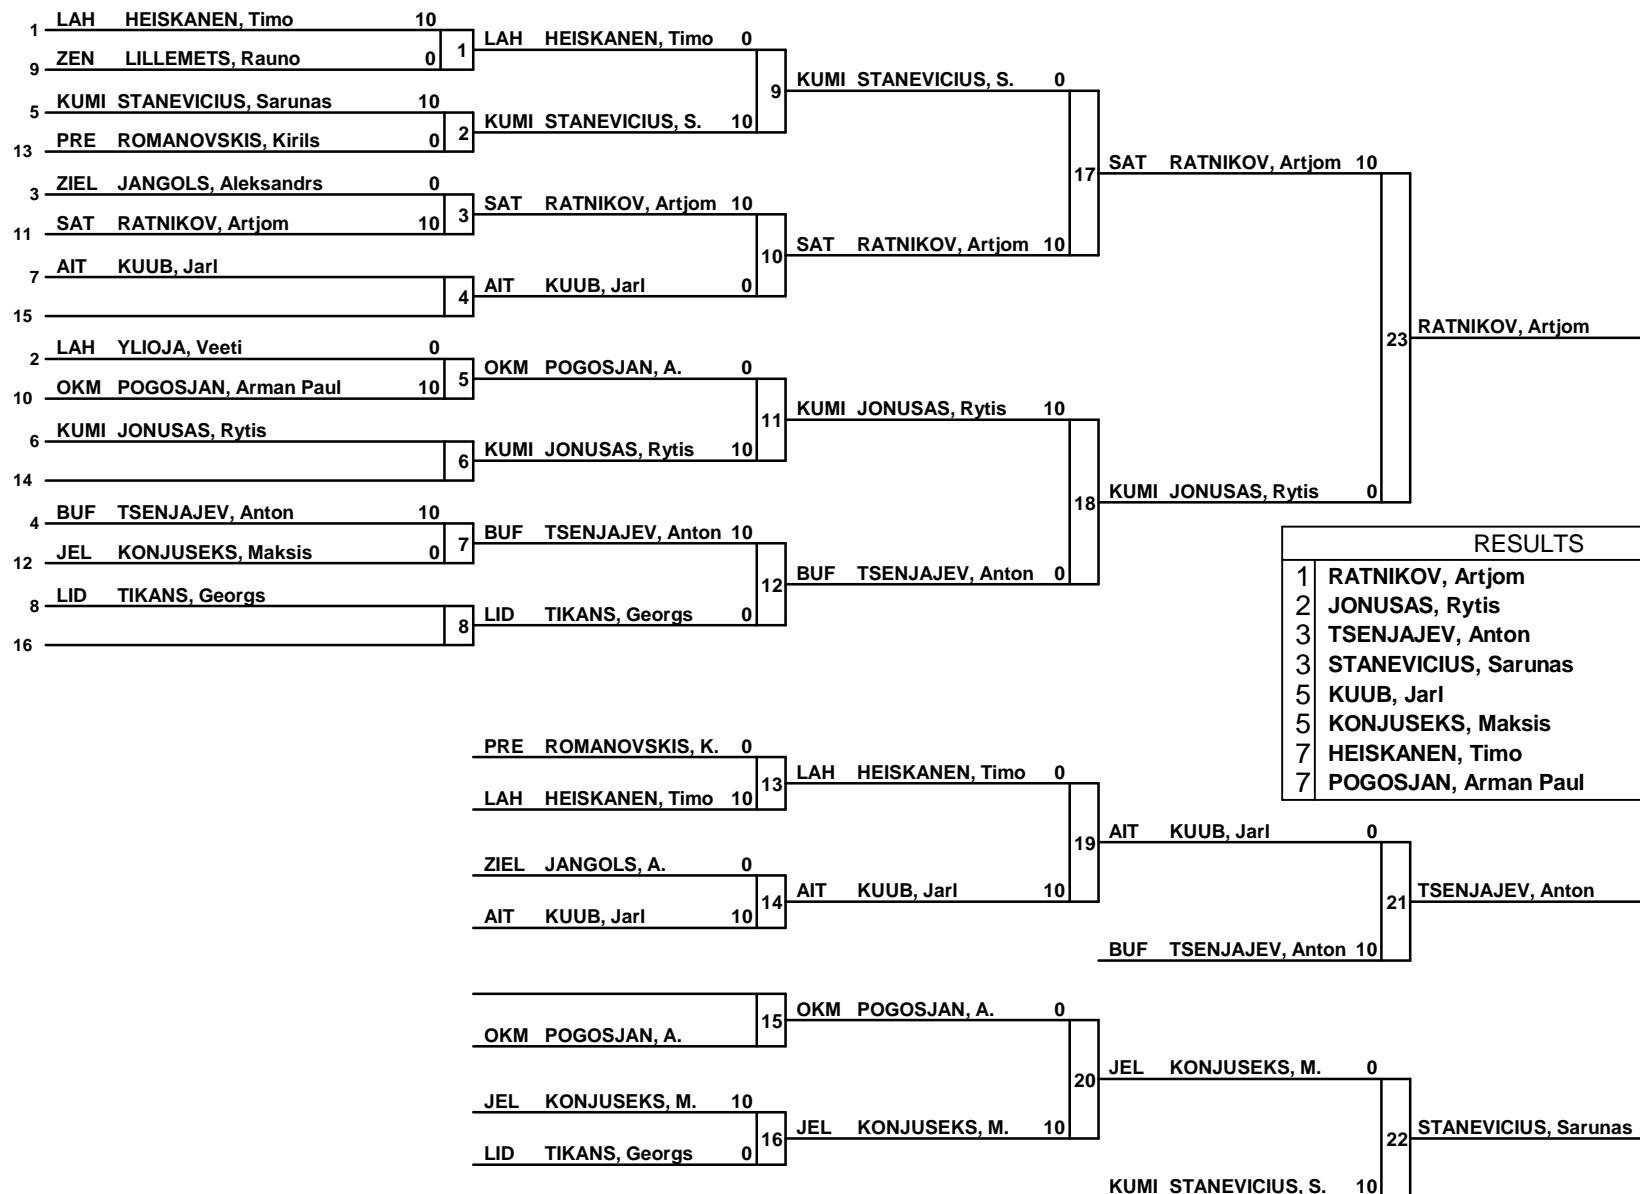 1 LAH HEISKANEN, Timo 10
9 ZEN LILLEMETS, Rauno 0
1
5 KUMI STANEVICIUS, Sarunas 10
13 PRE ROMANOVSKIS, Kirils 0
2
3 ZIEL JANGOLS, Aleksandrs 0
11 SAT RATNIKOV, Artjom 10
3
7 AIT KUUB, Jarl
15
4
2 LAH YLIOJA, Veeti 0
10 OKM POGOSJAN, Arman Paul 10
5
6 KUMI JONUSAS, Rytis
14
6
4 BUF TSENJAJEV, Anton 10
12 JEL KONJUSEKS, Maksis 0
7
8 LID TIKANS, Georgs
16
8
LAH HEISKANEN, Timo 0
9
KUMI STANEVICIUS, S. 10
SAT RATNIKOV, Artjom 10
10
AIT KUUB, Jarl 0
OKM POGOSJAN, A. 0
11
KUMI JONUSAS, Rytis 10
BUF TSENJAJEV, Anton 10
12
LID TIKANS, Georgs 0
KUMI STANEVICIUS, S. 0
17
SAT RATNIKOV, Artjom 10
KUMI JONUSAS, Rytis 10
18
BUF TSENJAJEV, Anton 0
SAT RATNIKOV, Artjom 10
23
KUMI JONUSAS, Rytis 0
RATNIKOV, Artjom
RESULTS
1 RATNIKOV, Artjom
2 JONUSAS, Rytis
3 TSENJAJEV, Anton
3 STANEVICIUS, Sarunas
5 KUUB, Jarl
5 KONJUSEKS, Maksis
7 HEISKANEN, Timo
7 POGOSJAN, Arman Paul
PRE ROMANOVSKIS, K. 0
13
LAH HEISKANEN, Timo 10
ZIEL JANGOLS, A. 0
14
AIT KUUB, Jarl 10
15
OKM POGOSJAN, A.
JEL KONJUSEKS, M. 10
16
LID TIKANS, Georgs 0
LAH HEISKANEN, Timo 0
19
AIT KUUB, Jarl 10
OKM POGOSJAN, A. 0
20
JEL KONJUSEKS, M. 10
AIT KUUB, Jarl 0
21
BUF TSENJAJEV, Anton 10
TSENJAJEV, Anton
JEL KONJUSEKS, M. 0
22
KUMI STANEVICIUS, S. 10
STANEVICIUS, Sarunas